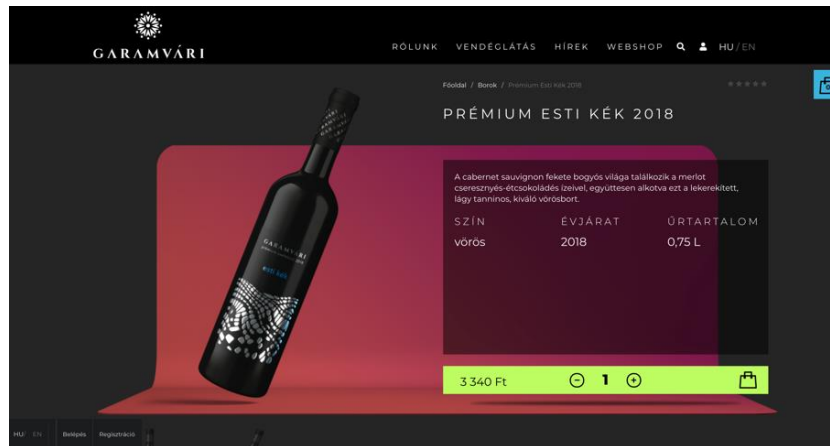 GARAMVÁRI
RÓLUNK VENDÉGLÁTÁS HÍREK WEBSHOP HU / EN
Főoldal / Borok / Prémium Esti Kék 2018
PRÉMIUM ESTI KÉK 2018
A cabernet sauvignon fekete bogyós világa találkozik a merlot
cseresznyés-étcsokoládés ízeivel, együttesen alkotva ezt a lekerekített,
lágy tanninos, kiváló vörösbort.
SZÍN ÉVJÁRAT ŰRTARTALOM
vörös 2018 0,75 L
GARAMVÁRI
esti kék
3 340 Ft 1
HU EN Belépés Regisztráció